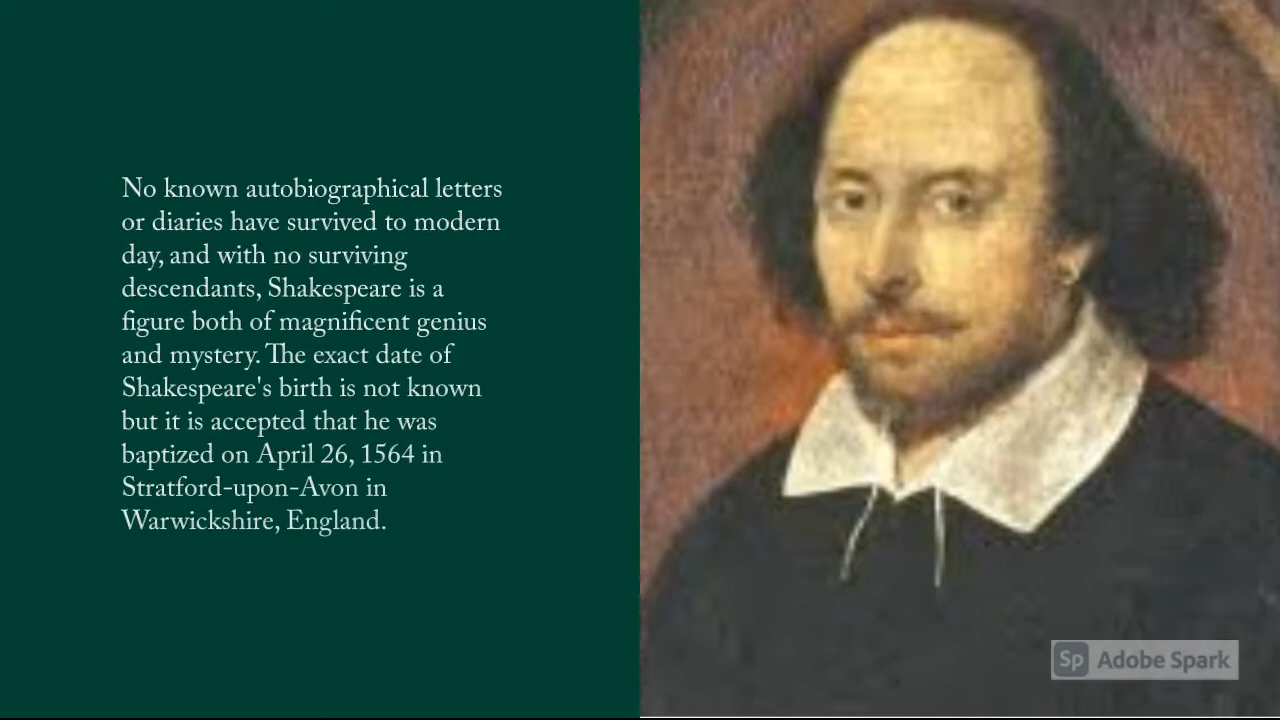 No known autobiographical letters
or diaries have survived to modern
day, and with no surviving
descendants, Shakespeare is a
figure both of magnificent genius
and mystery. The exact date of
Shakespeare's birth is not known
but it is accepted that he was
baptized on April 26, 1564 in
Stratford-upon-Avon in
Warwickshire, England.
Sp Adobe Spark